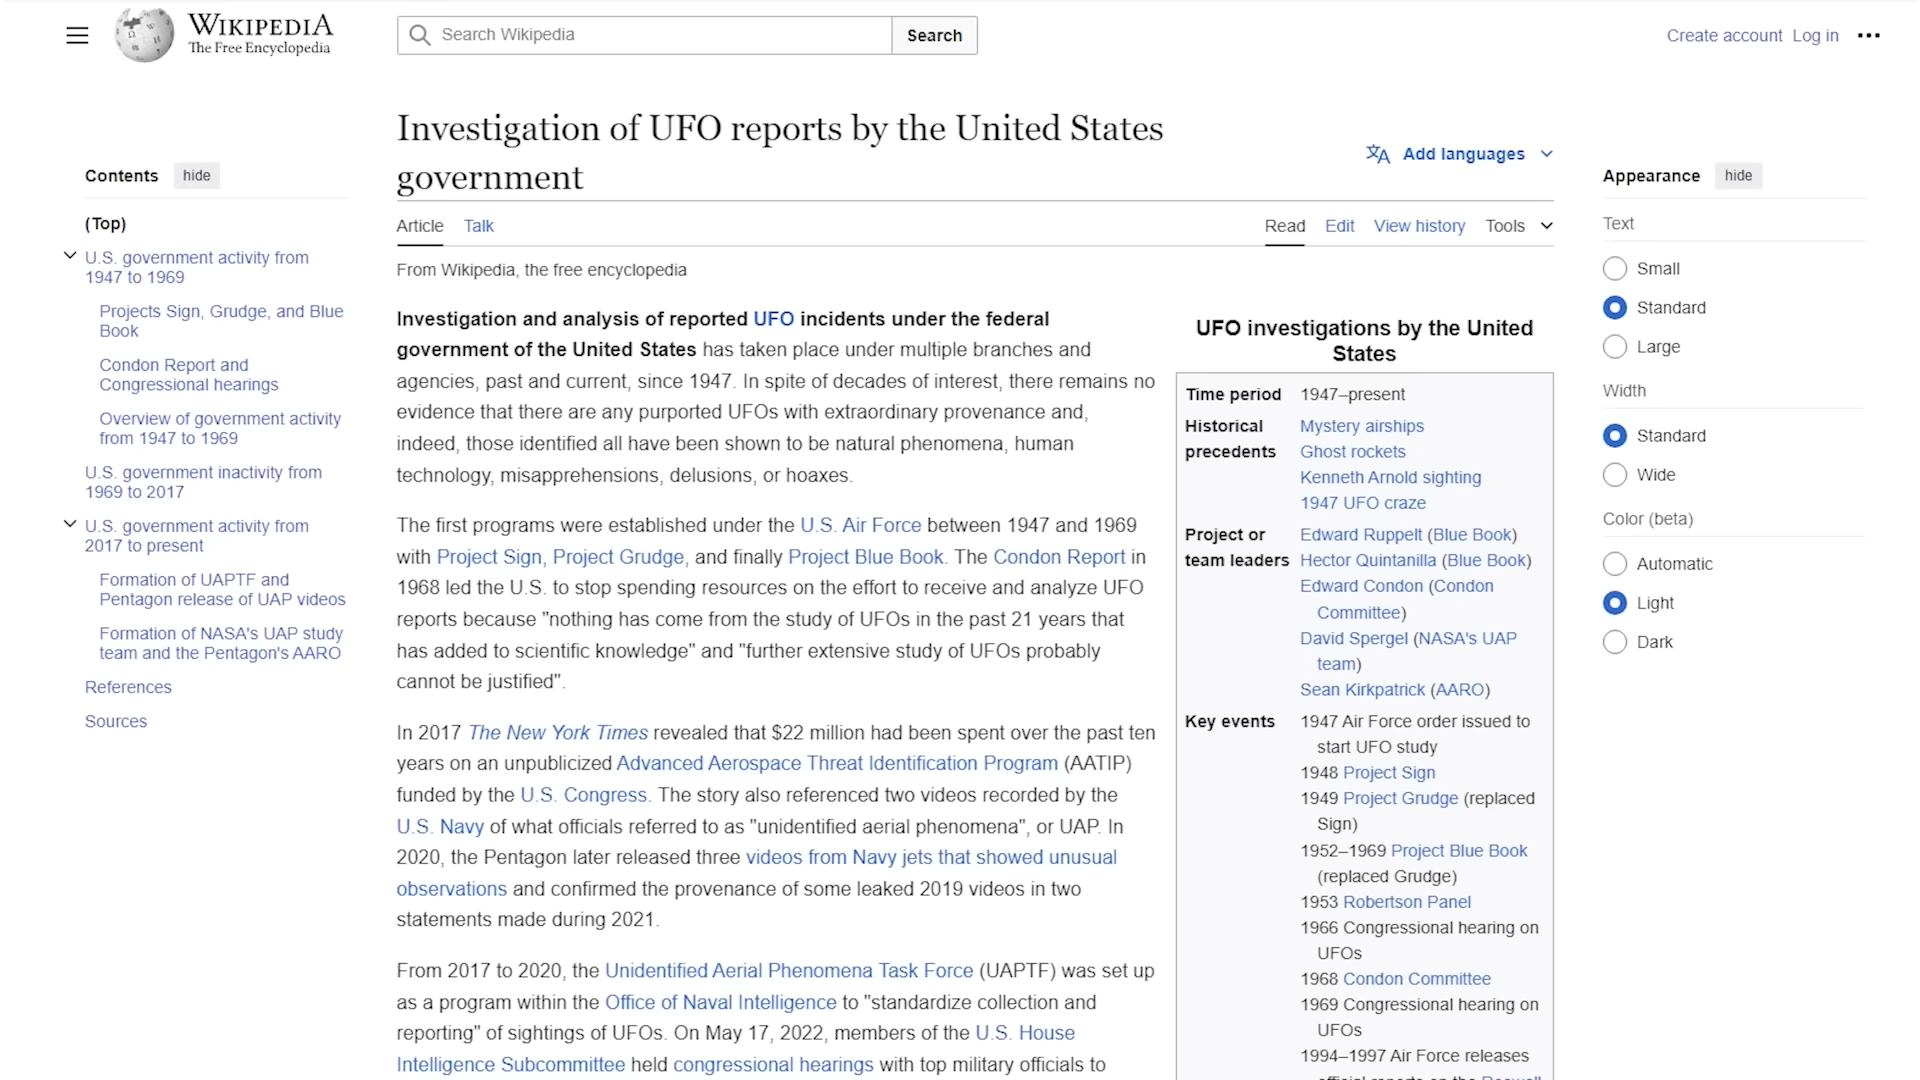 WIKIPEDIA
The Free Encyclopedia
Search Wikipedia
Search
Create account Log in
Contents hide
(Top)
U.S. government activity from
1947 to 1969
Projects Sign, Grudge, and Blue
Book
Condon Report and
Congressional hearings
Overview of government activity
from 1947 to 1969
U.S. government inactivity from
1969 to 2017
U.S. government activity from
2017 to present
Formation of UAPTF and
Pentagon release of UAP videos
Formation of NASA's UAP study
team and the Pentagon's AARO
References
Sources
Investigation of UFO reports by the United States
government
Add languages
Article Talk
Read Edit View history Tools
From Wikipedia, the free encyclopedia
Investigation and analysis of reported UFO incidents under the federal
government of the United States has taken place under multiple branches and
agencies, past and current, since 1947. In spite of decades of interest, there remains no
evidence that there are any purported UFOs with extraordinary provenance and,
indeed, those identified all have been shown to be natural phenomena, human
technology, misapprehensions, delusions, or hoaxes.
The first programs were established under the U.S. Air Force between 1947 and 1969
with Project Sign, Project Grudge, and finally Project Blue Book. The Condon Report in
1968 led the U.S. to stop spending resources on the effort to receive and analyze UFO
reports because "nothing has come from the study of UFOs in the past 21 years that
has added to scientific knowledge" and "further extensive study of UFOs probably
cannot be justified".
In 2017 The New York Times revealed that $22 million had been spent over the past ten
years on an unpublicized Advanced Aerospace Threat Identification Program (AATIP)
funded by the U.S. Congress. The story also referenced two videos recorded by the
U.S. Navy of what officials referred to as "unidentified aerial phenomena", or UAP. In
2020, the Pentagon later released three videos from Navy jets that showed unusual
observations and confirmed the provenance of some leaked 2019 videos in two
statements made during 2021.
From 2017 to 2020, the Unidentified Aerial Phenomena Task Force (UAPTF) was set up
as a program within the Office of Naval Intelligence to "standardize collection and
reporting" of sightings of UFOs. On May 17, 2022, members of the U.S. House
Intelligence Subcommittee held congressional hearings with top military officials to
UFO investigations by the United
States
Time period 1947–present
Historical Mystery airships
precedents Ghost rockets
Kenneth Arnold sighting
1947 UFO craze
Project or Edward Ruppelt (Blue Book)
team leaders Hector Quintanilla (Blue Book)
Edward Condon (Condon
Committee)
David Spergel (NASA's UAP
team)
Sean Kirkpatrick (AARO)
Key events 1947 Air Force order issued to
start UFO study
1948 Project Sign
1949 Project Grudge (replaced
Sign)
1952–1969 Project Blue Book
(replaced Grudge)
1953 Robertson Panel
1966 Congressional hearing on
UFOs
1968 Condon Committee
1969 Congressional hearing on
UFOs
1994–1997 Air Force releases
official reports on the Roswell
Appearance hide
Text
Small
Standard
Large
Width
Standard
Wide
Color (beta)
Automatic
Light
Dark